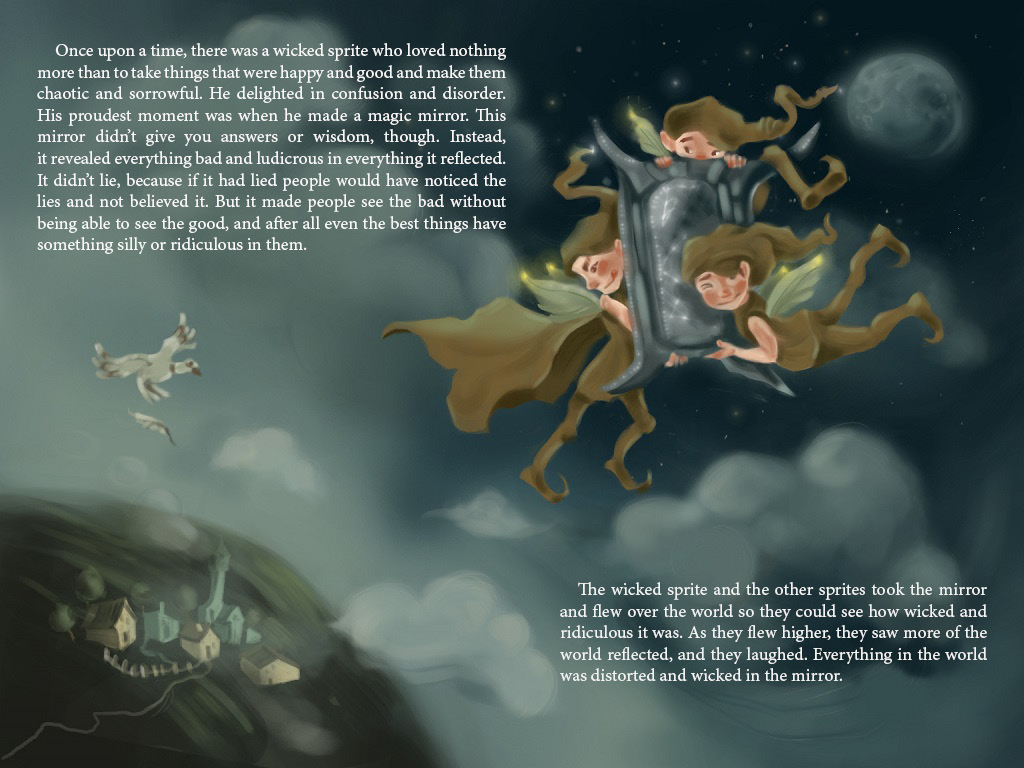 Once upon a time, there was a wicked sprite who loved nothing
more than to take things that were happy and good and make them
chaotic and sorrowful. He delighted in confusion and disorder.
His proudest moment was when he made a magic mirror. This
mirror didn’t give you answers or wisdom, though. Instead,
it revealed everything bad and ludicrous in everything it reflected.
It didn’t lie, because if it had lied people would have noticed the
lies and not believed it. But it made people see the bad without
being able to see the good, and after all even the best things have
something silly or ridiculous in them.
The wicked sprite and the other sprites took the mirror
and flew over the world so they could see how wicked and
ridiculous it was. As they flew higher, they saw more of the
world reflected, and they laughed. Everything in the world
was distorted and wicked in the mirror.